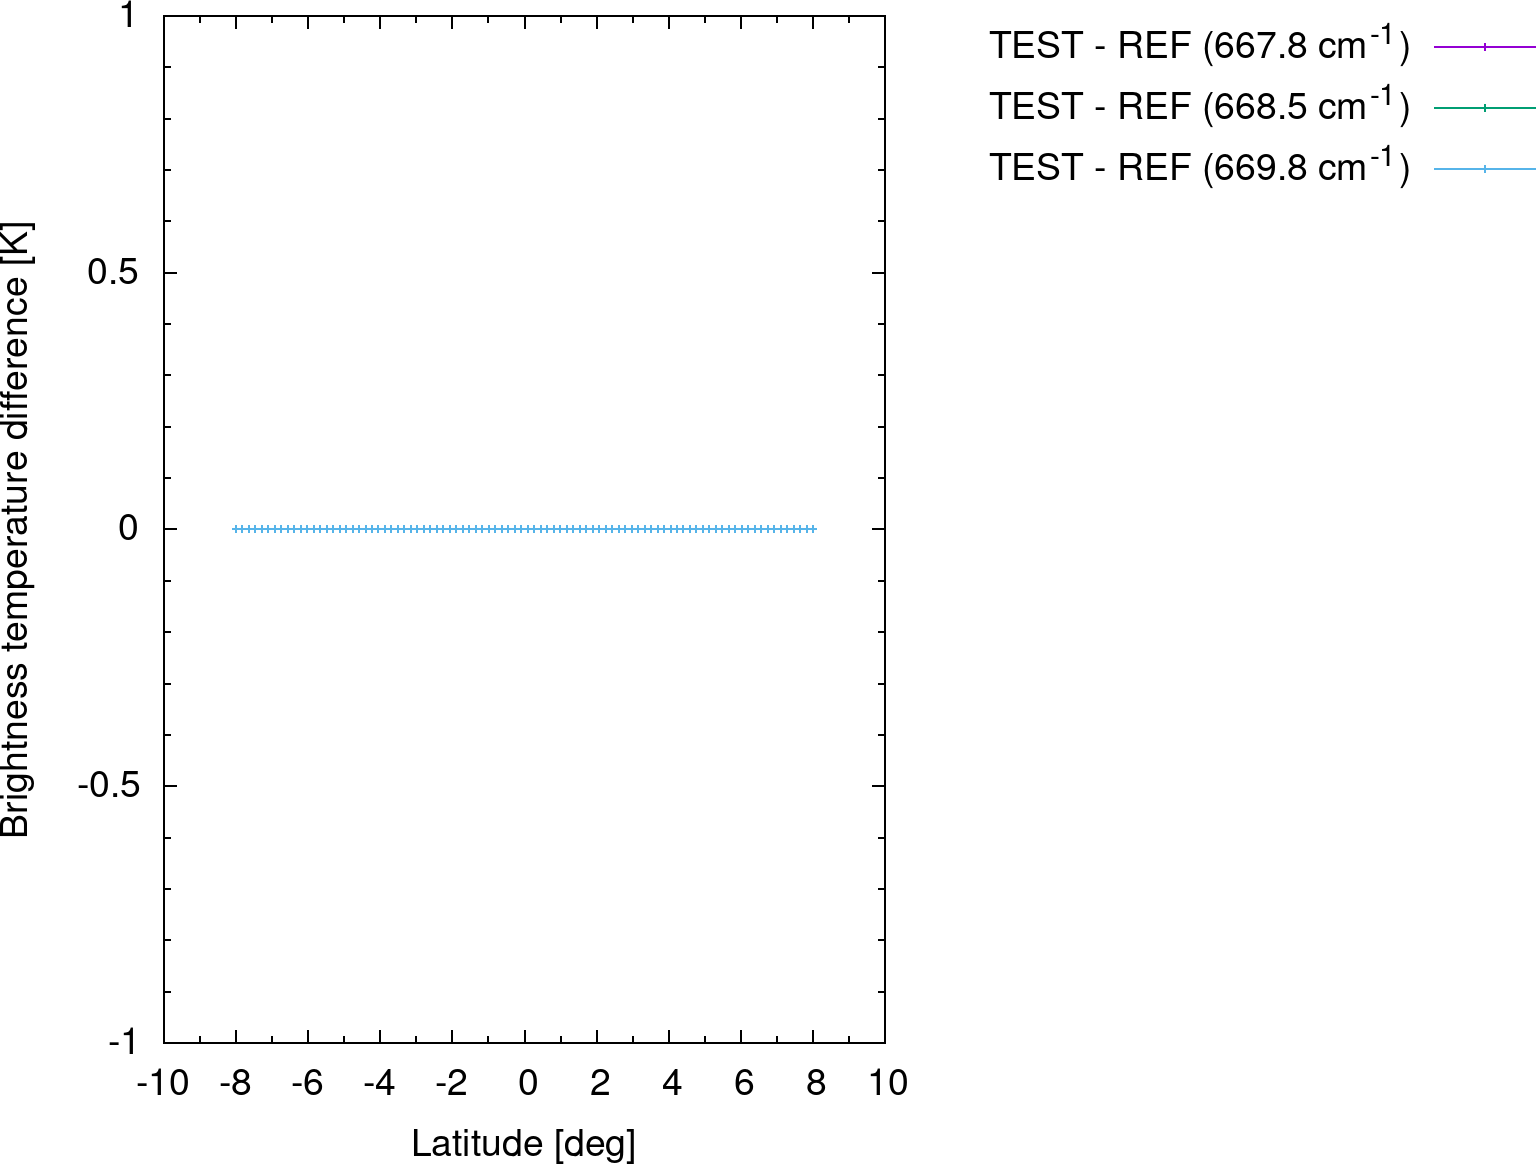 TEST - REF (667.8 cm-1)
TEST - REF (668.5 cm-1)
TEST - REF (669.8 cm-1)
Brightness temperature difference [K]
1
0.5
0
-0.5
-1
-10 -8 -6 -4 -2 0 2 4 6 8 10
Latitude [deg]